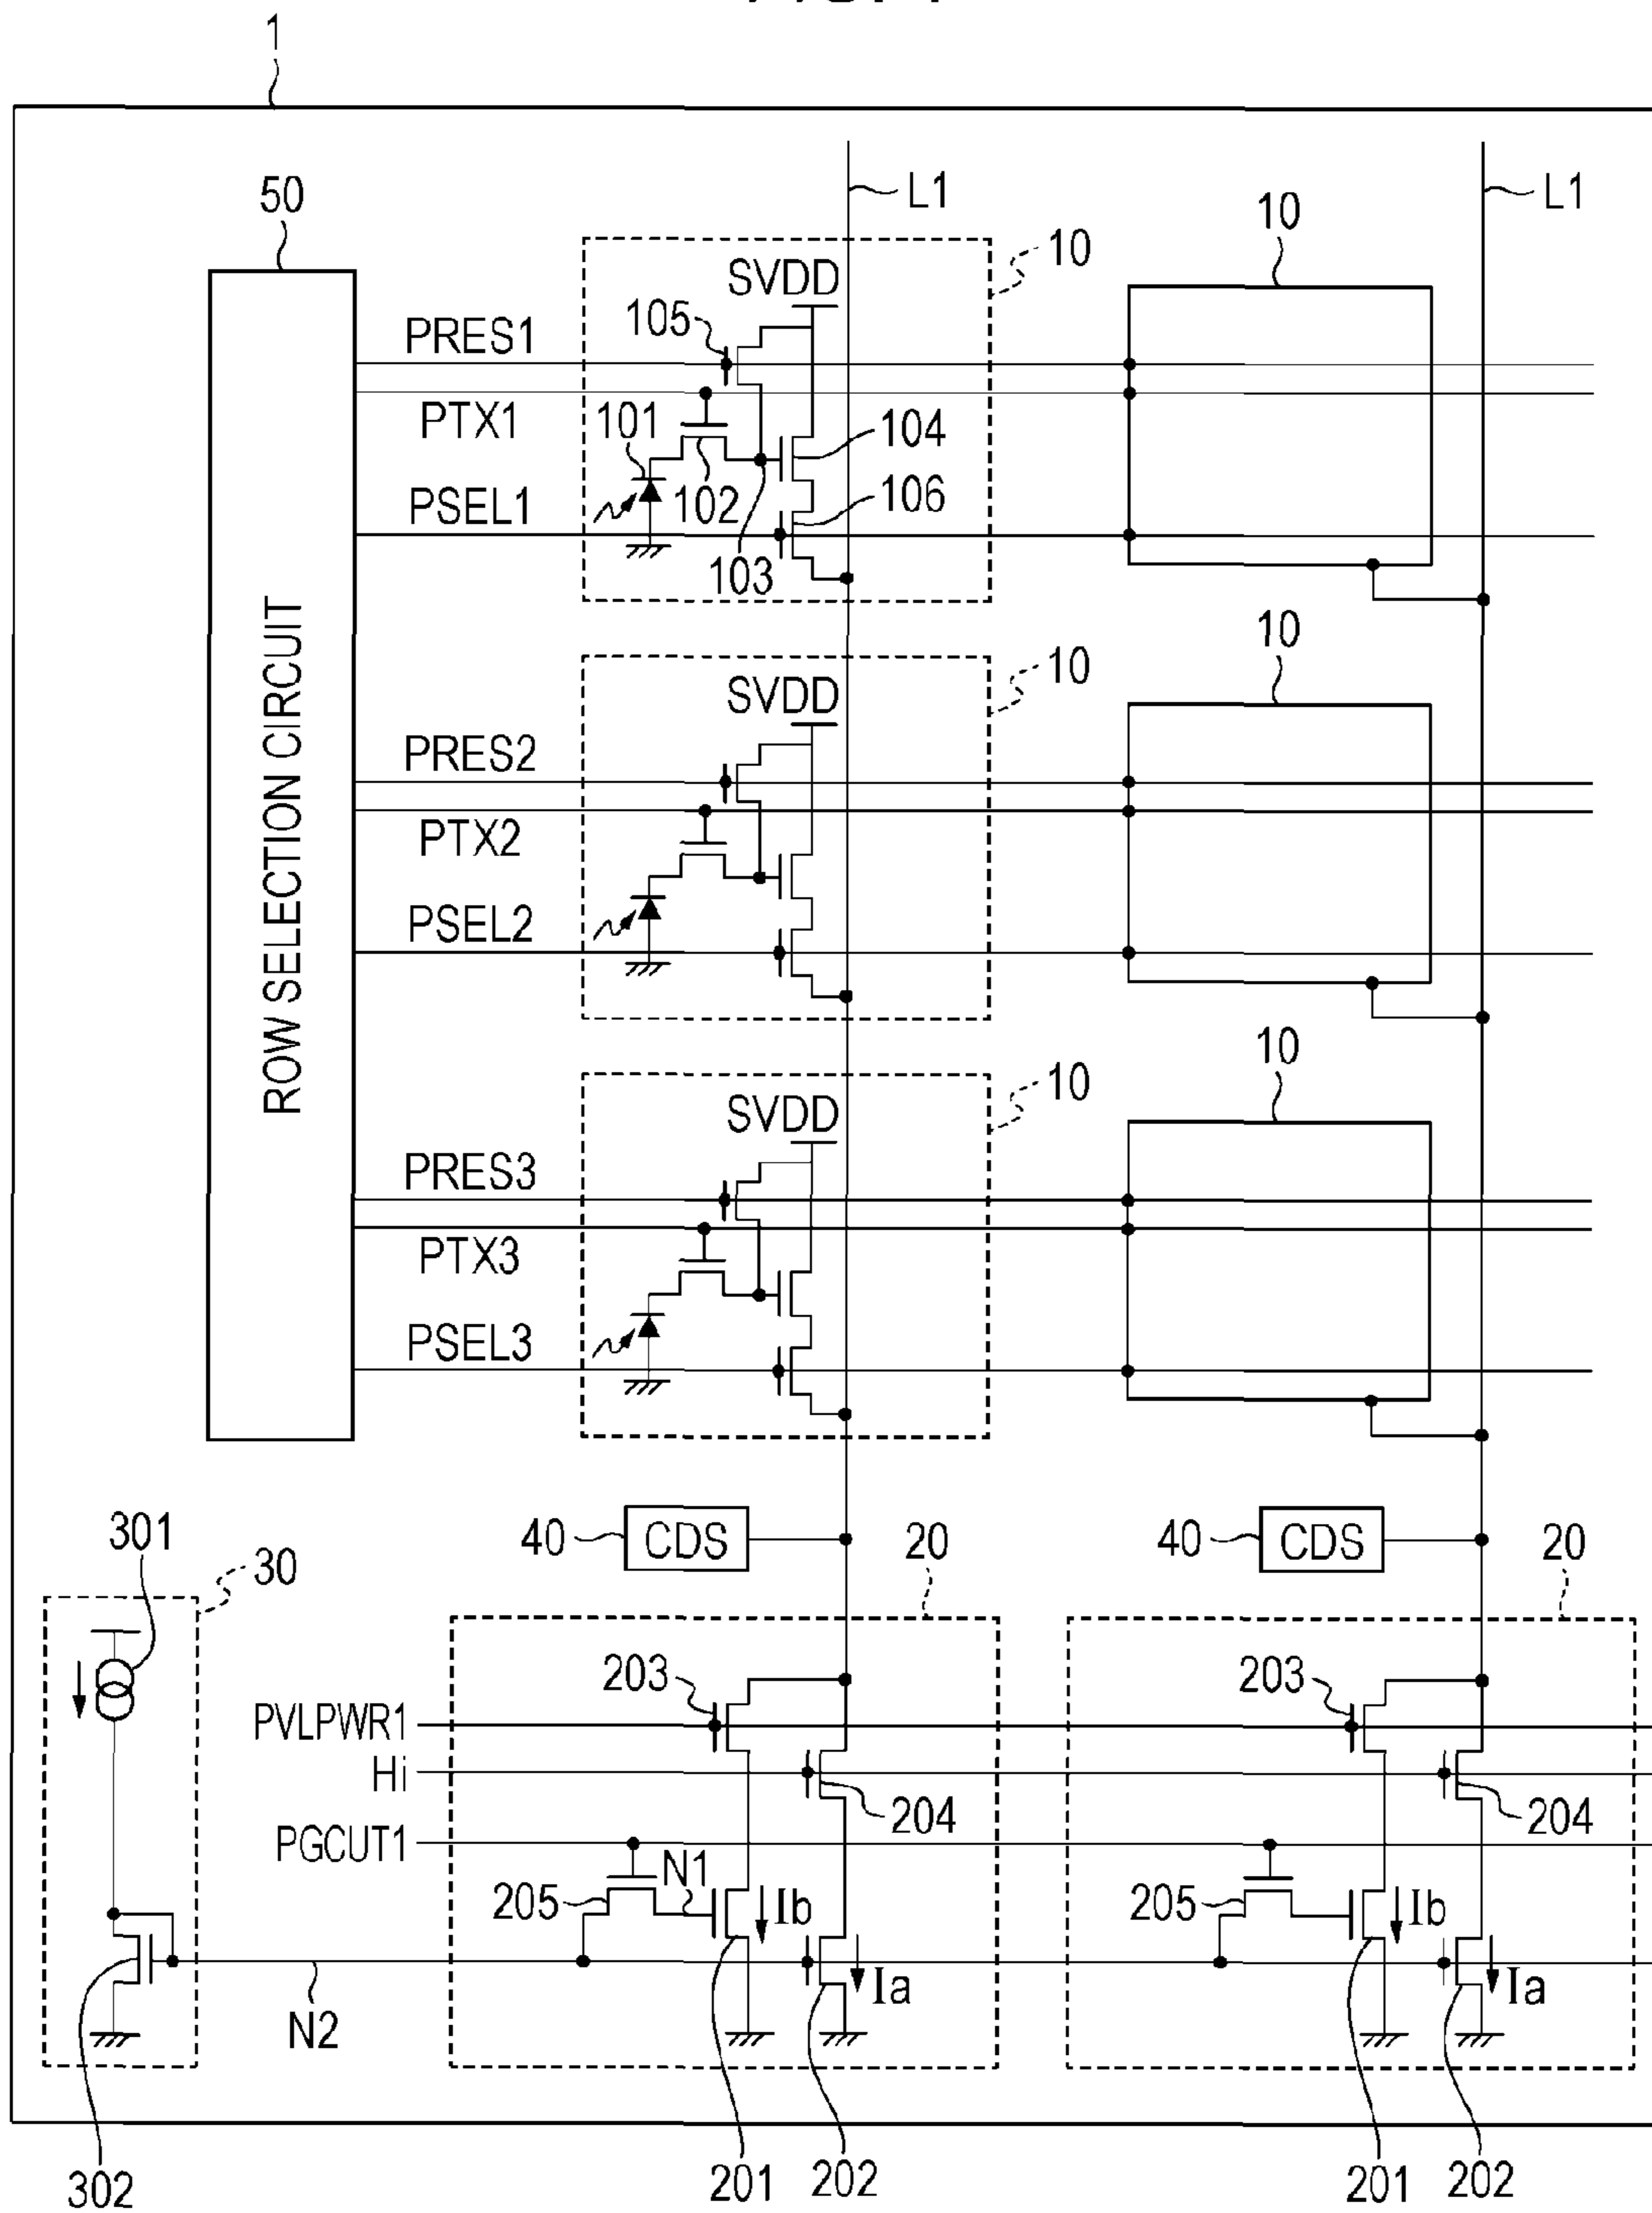 1
L1
L1
50
10
10
SVDD
105
PRES1
PTX1
101
104
PSEL1
102
106
103
ROW SELECTION CIRCUIT
10
10
SVDD
PRES2
PTX2
PSEL2
10
10
SVDD
PRES3
PTX3
PSEL3
301
30
40
CDS
20
40
CDS
20
203
203
PVLPWR1
Hi
204
204
PGCUT1
N1
205
Ib
205
Ib
N2
Ia
Ia
302
201
202
201
202